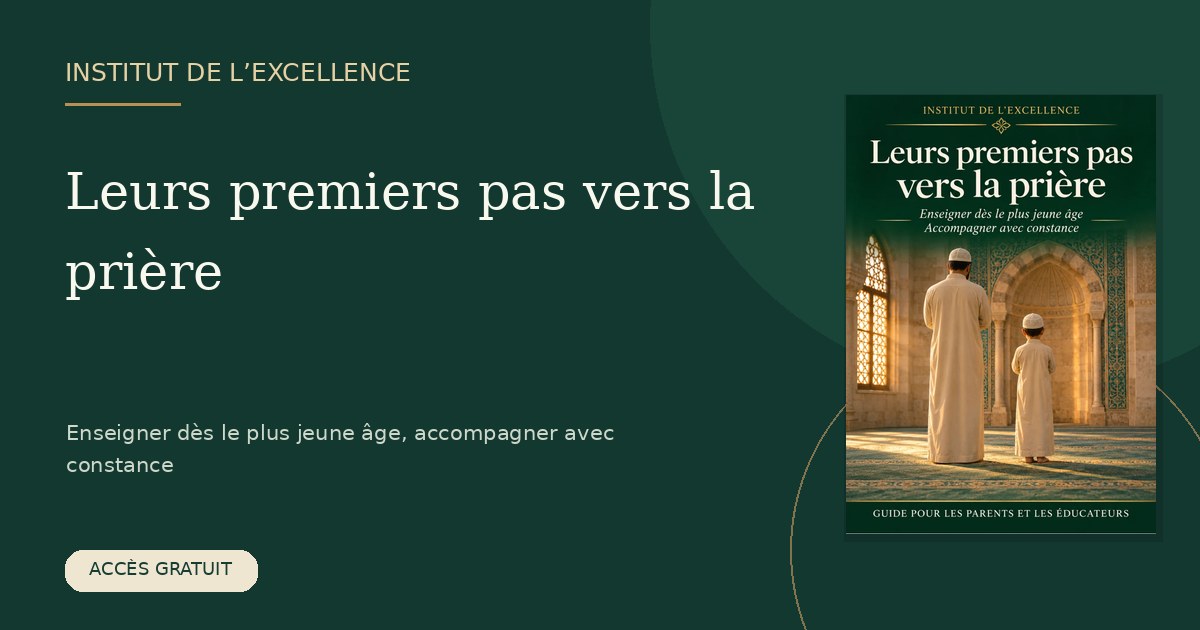 INSTITUT DE L’EXCELLENCE
Leurs premiers pas vers la
prière
Enseigner dès le plus jeune âge, accompagner avec
constance
ACCÈS GRATUIT
INSTITUT DE L’EXCELLENCE
Leurs premiers pas
vers la prière
Enseigner dès le plus jeune âge
Accompagner avec constance
GUIDE POUR LES PARENTS ET LES ÉDUCATEURS